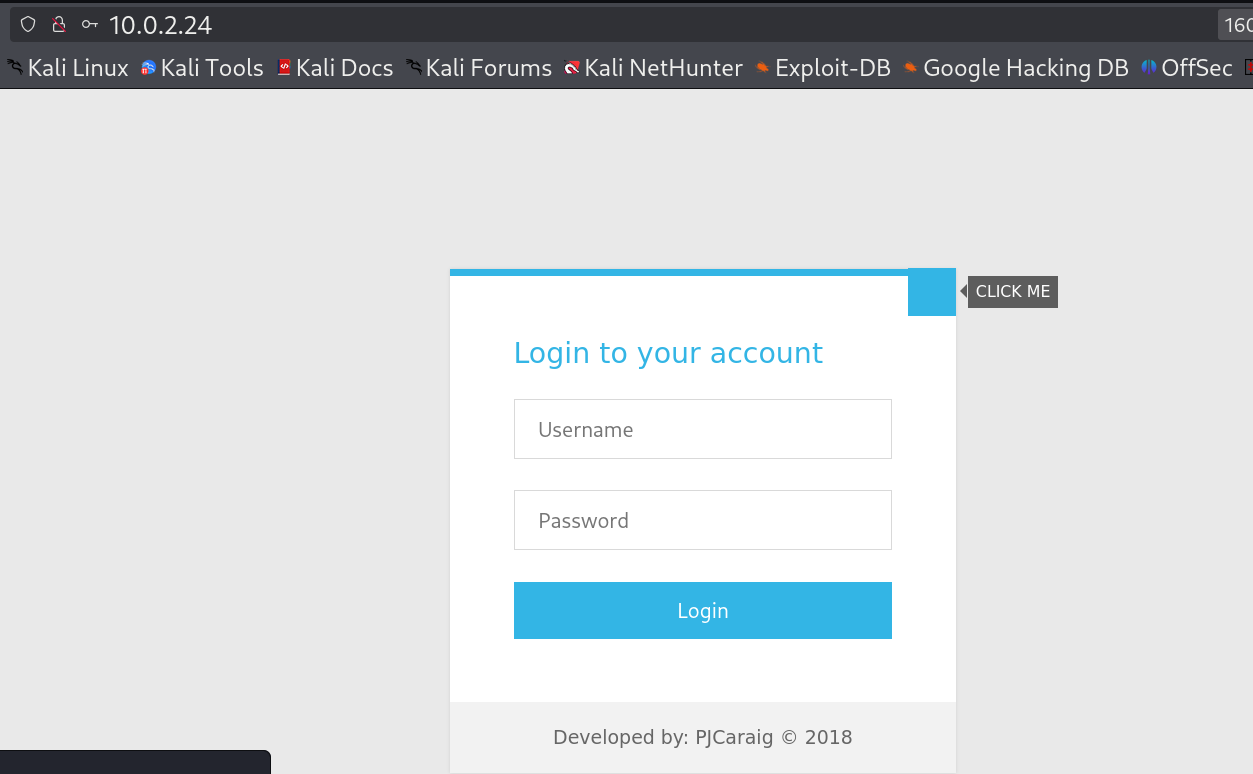 10.0.2.24
Kali Linux Kali Tools Kali Docs Kali Forums Kali NetHunter Exploit-DB Google Hacking DB OffSec
CLICK ME
Login to your account
Username
Password
Login
Developed by: PJCaraig © 2018